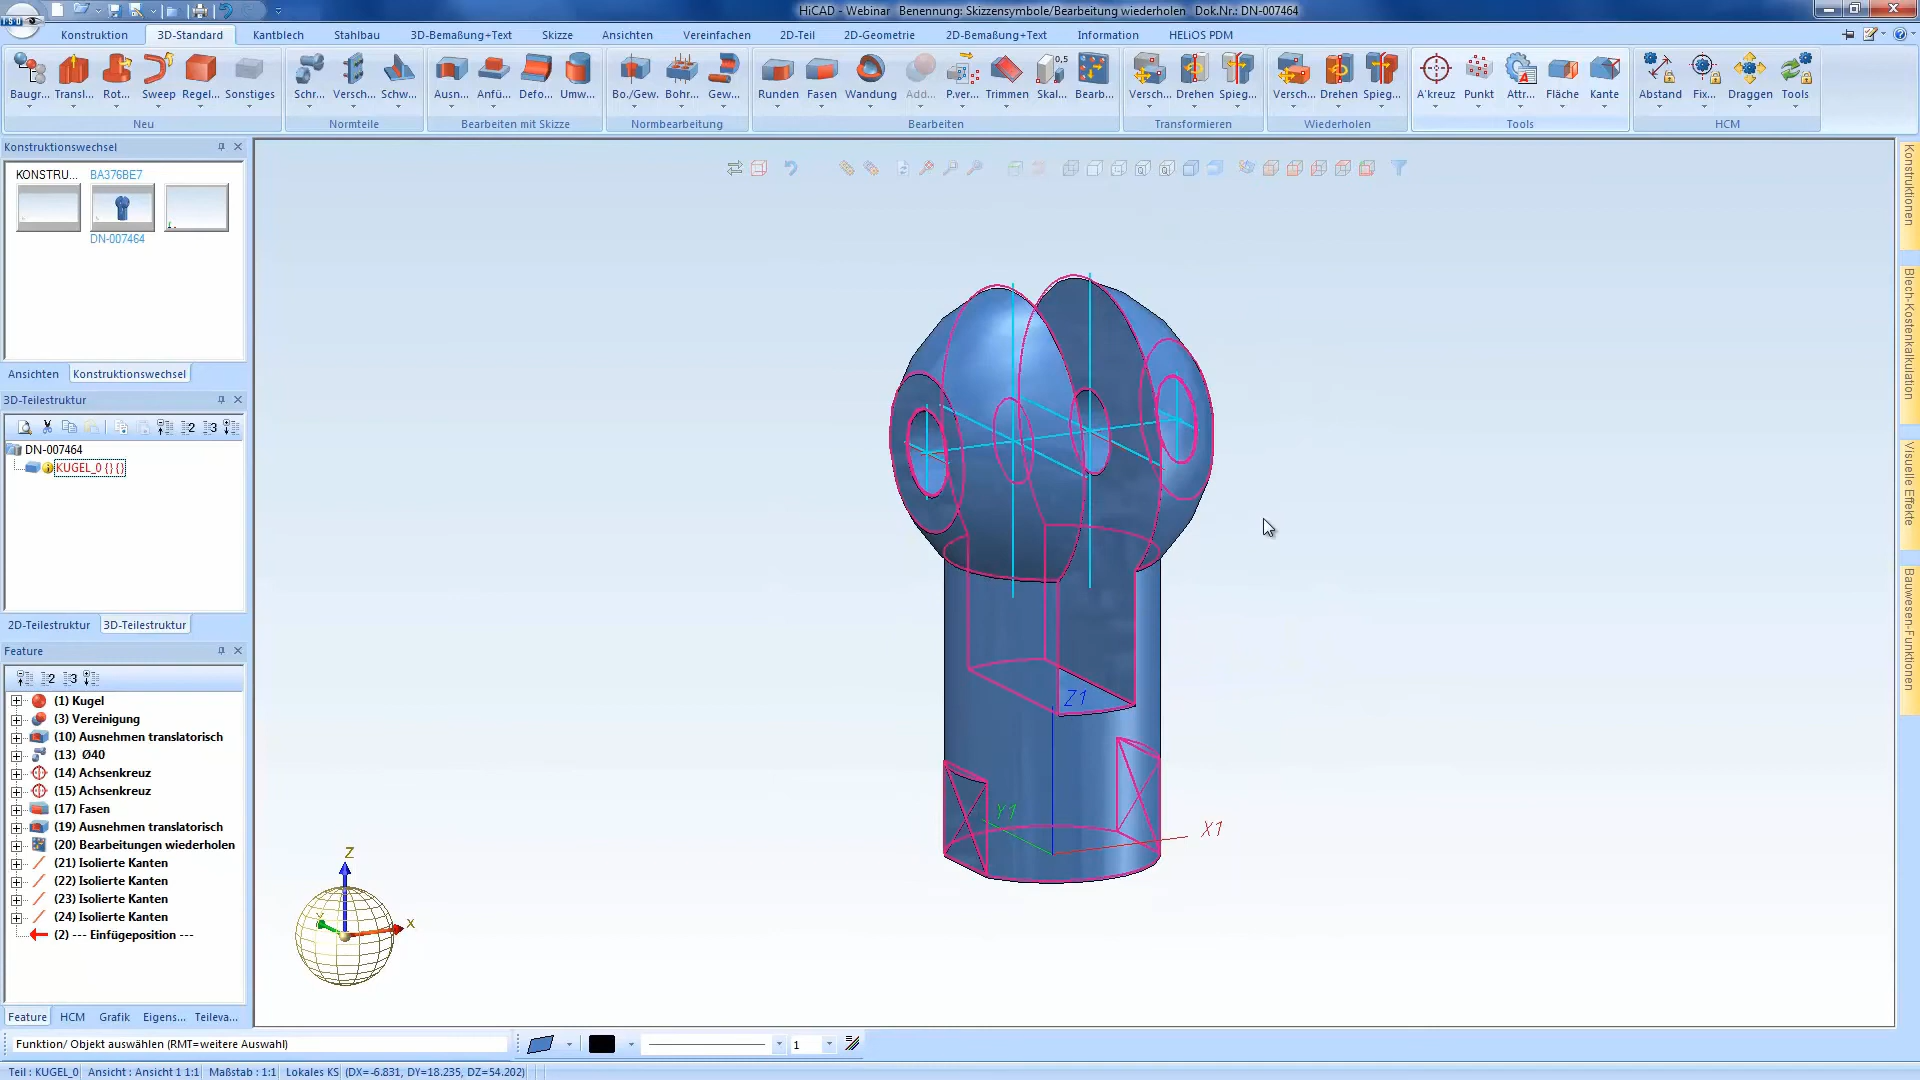 HiCAD - Webinar   Benennung: Skizzensymbole/Bearbeitung wiederholen   Dok.Nr.: DN-007464
ISD
Konstruktion 3D-Standard Kantblech Stahlbau 3D-Bemaßung+Text Skizze Ansichten Vereinfachen 2D-Teil 2D-Geometrie 2D-Bemaßung+Text Information HELiOS PDM
Baugr... Transl... Rot... Sweep Regel... Sonstiges Schr... Versch... Schw... Ausn... Anfü... Defo... Umw... Bo./Gew. Bohr... Gew... Runden Fasen Wandung Add... P.ver... Trimmen Skal... Bearb... Versch... Drehen Spieg... Versch... Drehen Spieg... A'kreuz Punkt Attr... Fläche Kante Abstand Fix... Draggen Tools
Neu Normteile Bearbeiten mit Skizze Normbearbeitung Bearbeiten Transformieren Wiederholen Tools HCM
0,5
Konstruktionswechsel
KONSTRU... BA376BE7
DN-007464
Ansichten Konstruktionswechsel
3D-Teilestruktur
2 3
DN-007464
KUGEL_0 {} {}
2D-Teilestruktur 3D-Teilestruktur
Feature
2 3
(1) Kugel
(3) Vereinigung
(10) Ausnehmen translatorisch
(13) Ø40
(14) Achsenkreuz
(15) Achsenkreuz
(17) Fasen
(19) Ausnehmen translatorisch
(20) Bearbeitungen wiederholen
(21) Isolierte Kanten
(22) Isolierte Kanten
(23) Isolierte Kanten
(24) Isolierte Kanten
(2) --- Einfügeposition ---
Feature HCM Grafik Eigens... Teileva...
Z1
Y1
X1
Z
Y
X
Konstruktionen
Blech-Kostenkalkulation
Visuelle Effekte
Bauwesen-Funktionen
Funktion/ Objekt auswählen (RMT=weitere Auswahl)
1
Teil : KUGEL_0 Ansicht : Ansicht 1 1:1 Maßstab : 1:1 Lokales KS (DX=-6.831, DY=18.235, DZ=54.202)